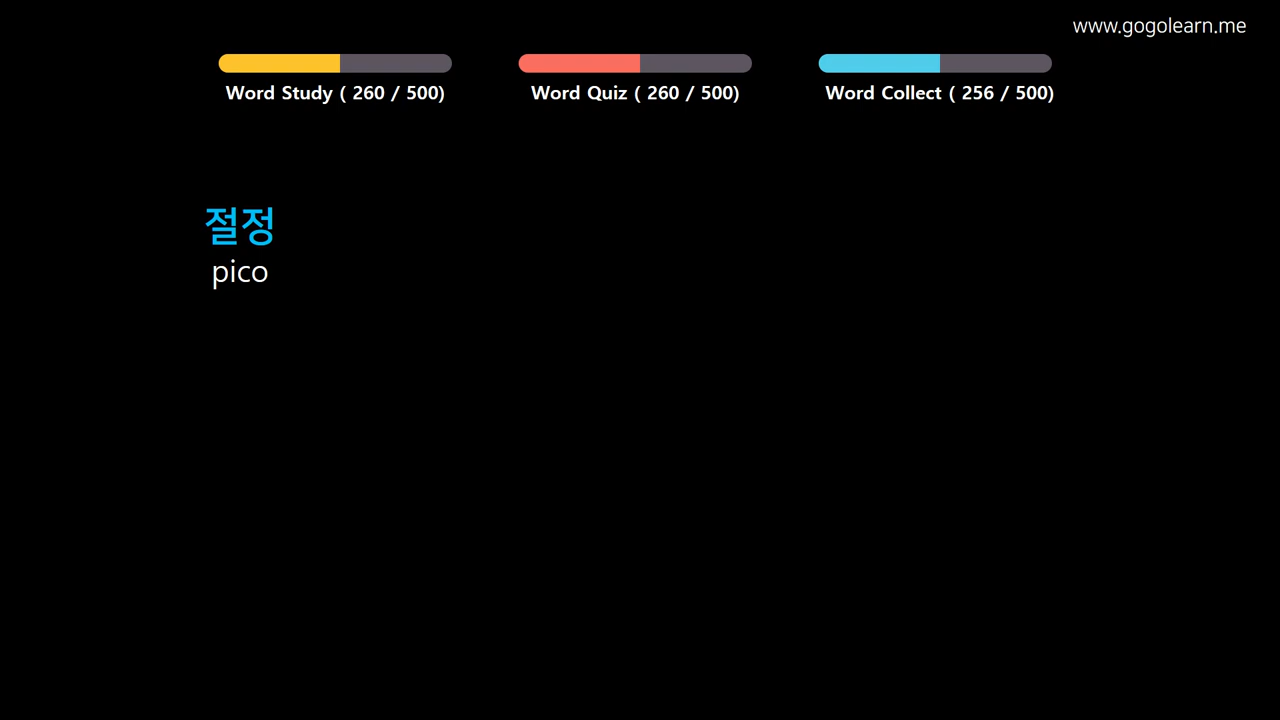 www.gogolearn.me
Word Study ( 260 / 500)
Word Quiz ( 260 / 500)
Word Collect ( 256 / 500)
절정
pico